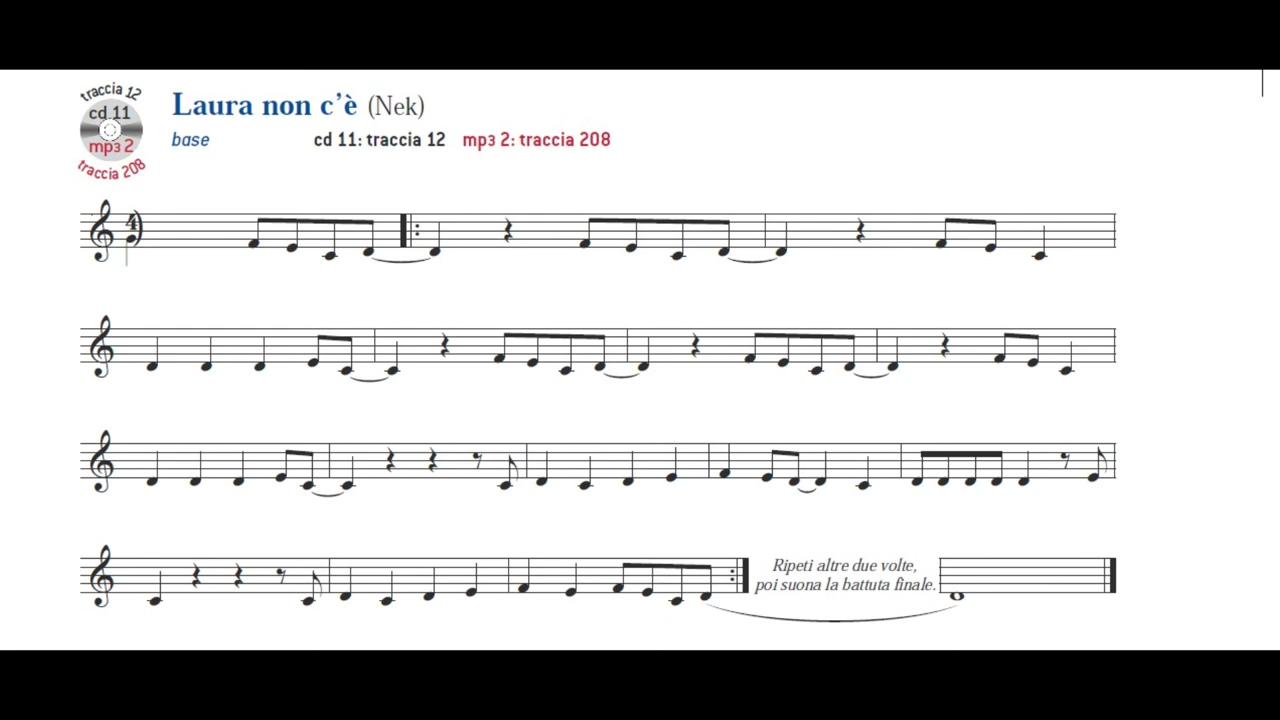 traccia 12
cd 11
mp3 2
traccia 208
Laura non c'è (Nek)
base cd 11: traccia 12 mp3 2: traccia 208
Ripeti altre due volte,
poi suona la battuta finale.